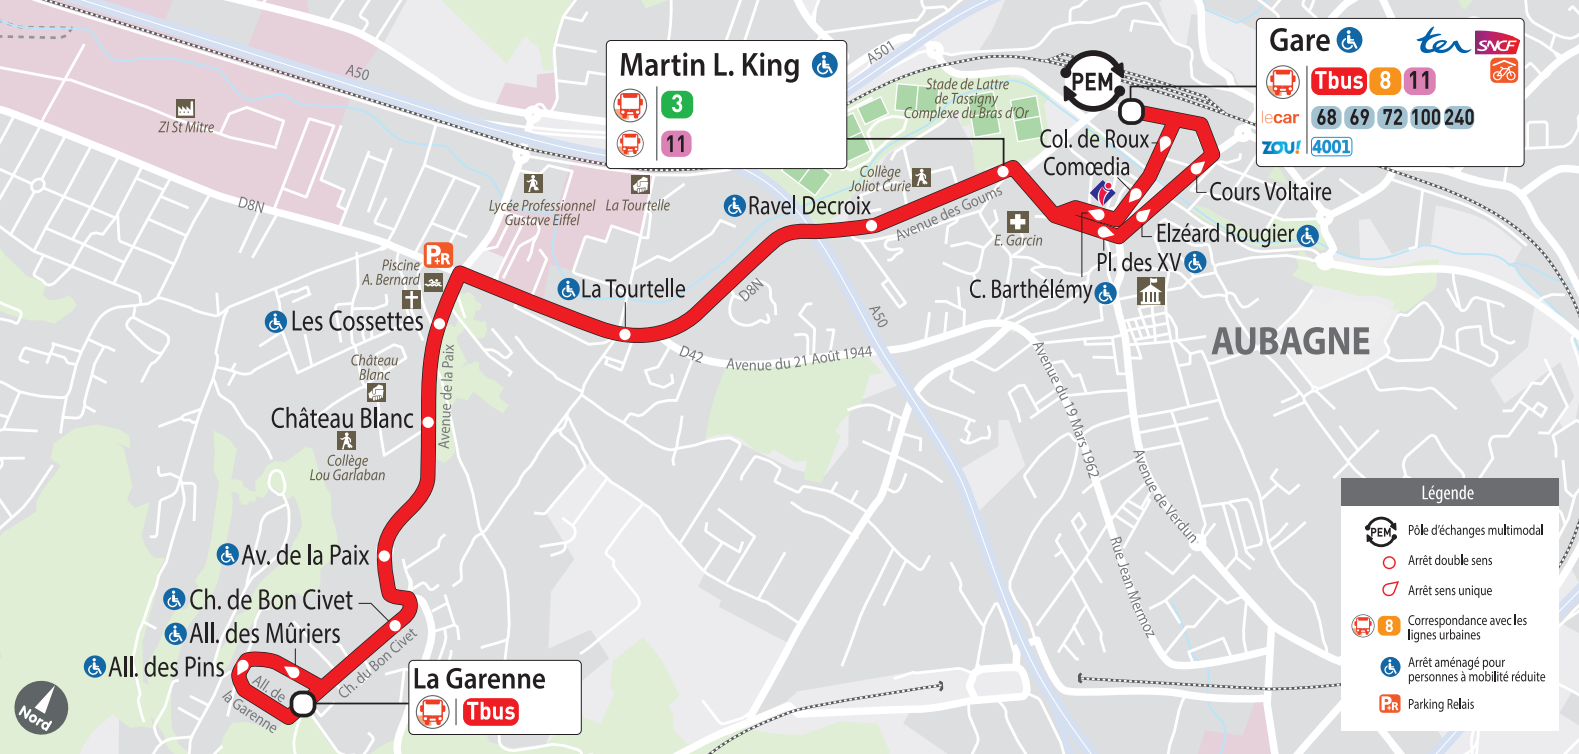 Martin L. King
3
11
PEM
Gare
ter SNCF
Tbus 8 11
lecar 68 69 72 100 240
ZOU! 4001
A50
A501
ZI St Mitre
D8N
Lycée Professionnel
Gustave Eiffel
La Tourtelle
Stade de Lattre
de Tassigny
Complexe du Bras d'Or
Collège
Joliot Curie
Col. de Roux
Comœdia
Cours Voltaire
Ravel Decroix
Avenue des Goums
E. Garcin
Elzéard Rougier
Pl. des XV
C. Barthélémy
P+R
Piscine
A. Bernard
La Tourtelle
D8N
A50
Les Cossettes
AUBAGNE
D42
Avenue du 21 Août 1944
Château
Blanc
Avenue de la Paix
Château Blanc
Collège
Lou Garlaban
Avenue du 19 Mars 1962
Avenue de Verdun
Rue Jean Mermoz
Av. de la Paix
Ch. de Bon Civet
All. des Mûriers
All. des Pins
Ch. du Bon Civet
All. de
la Garenne
La Garenne
Tbus
Nord
Légende
PEM Pôle d'échanges multimodal
Arrêt double sens
Arrêt sens unique
8 Correspondance avec les
lignes urbaines
Arrêt aménagé pour
personnes à mobilité réduite
P+R Parking Relais